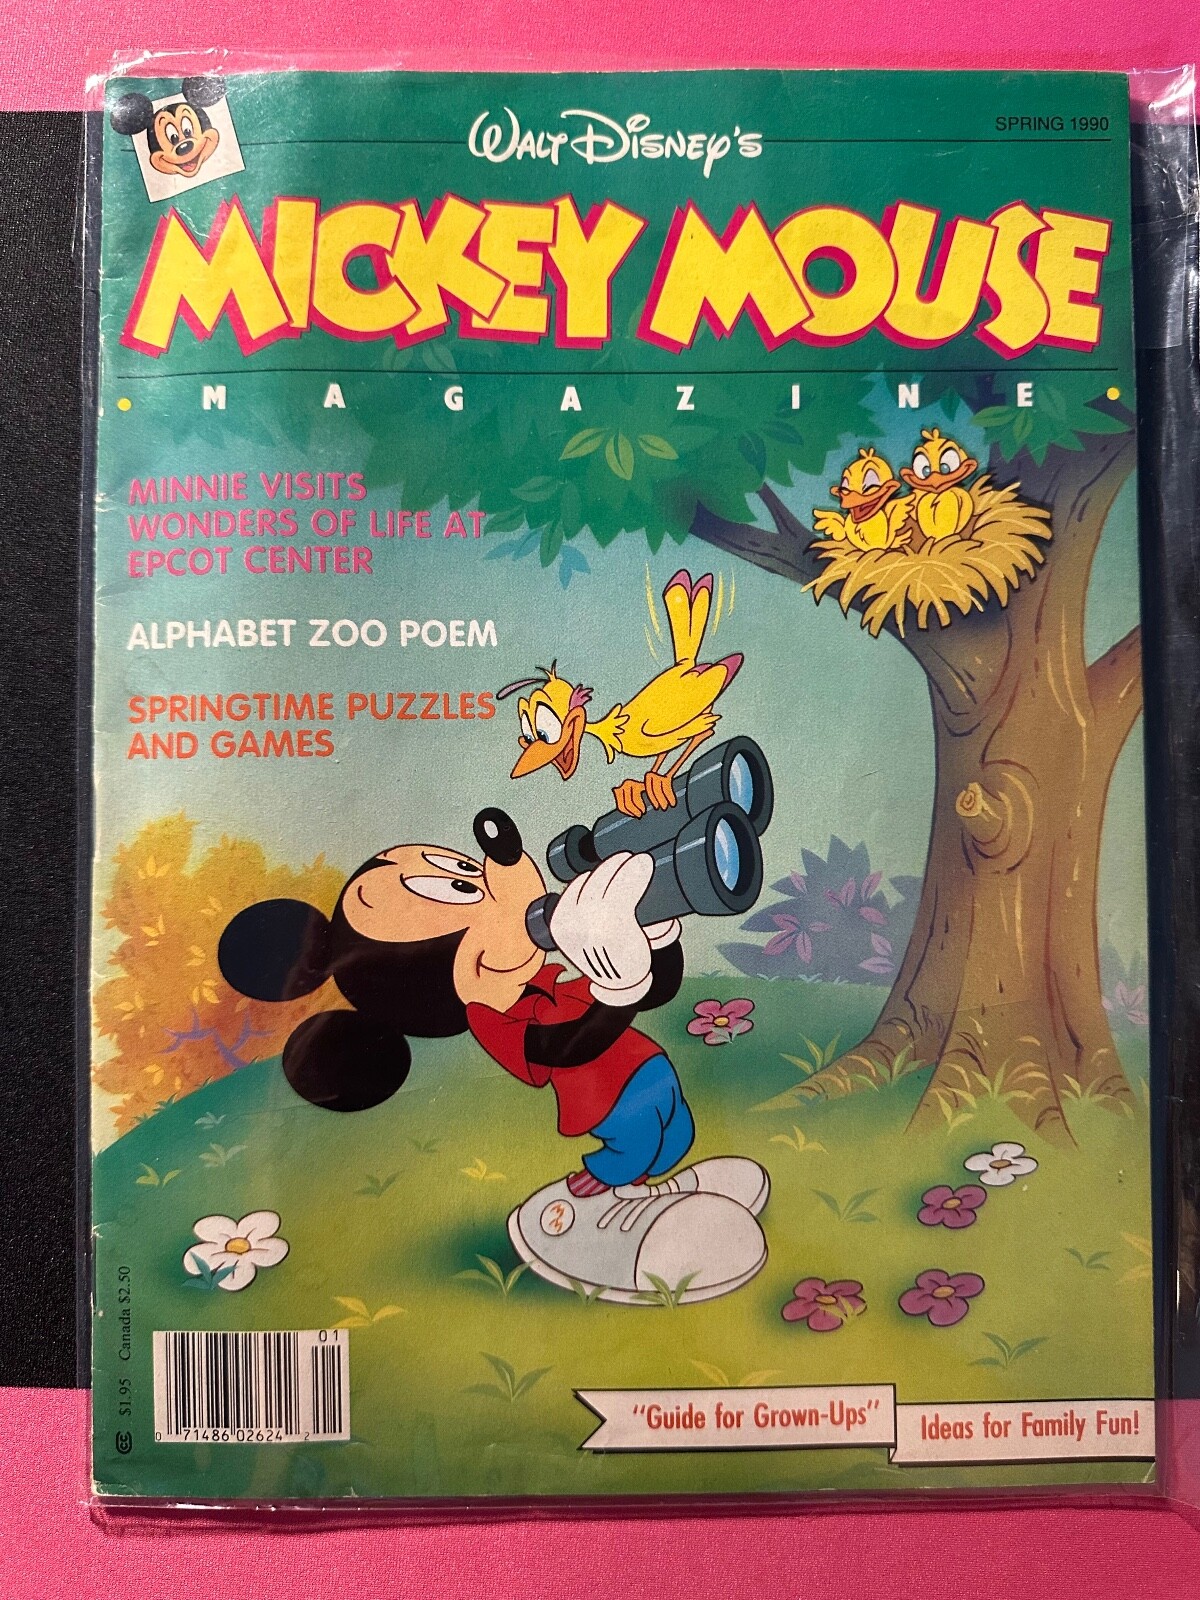 WALT DISNEY'S
SPRING 1990
MICKEY MOUSE
MAGAZINE
MINNIE VISITS
WONDERS OF LIFE AT
EPCOT CENTER
ALPHABET ZOO POEM
SPRINGTIME PUZZLES
AND GAMES
$1.95 Canada $2.50
CC
01
0 71486 02624 2
"Guide for Grown-Ups"
Ideas for Family Fun!